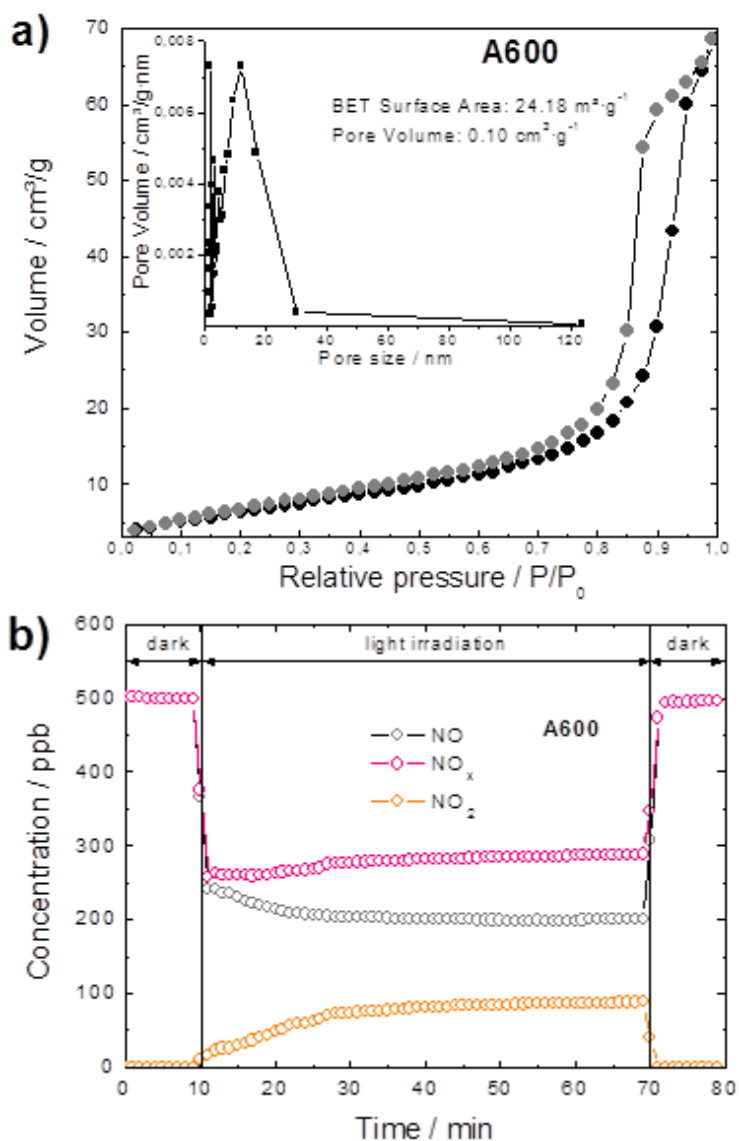 a)
A600
BET Surface Area: 24.18 m²·g⁻¹
Pore Volume: 0.10 cm²·g⁻¹
0,008
0,006
0,004
0,002
Pore Volume / cm³/g·nm
0 20 40 60 80 100 120
Pore size / nm
70
60
50
40
30
20
10
Volume / cm³/g
0,0 0,1 0,2 0,3 0,4 0,5 0,6 0,7 0,8 0,9 1,0
Relative pressure / P/P₀
b)
dark light irradiation dark
A600
NO
NOₓ
NO₂
600
500
400
300
200
100
0
Concentration / ppb
0 10 20 30 40 50 60 70 80
Time / min